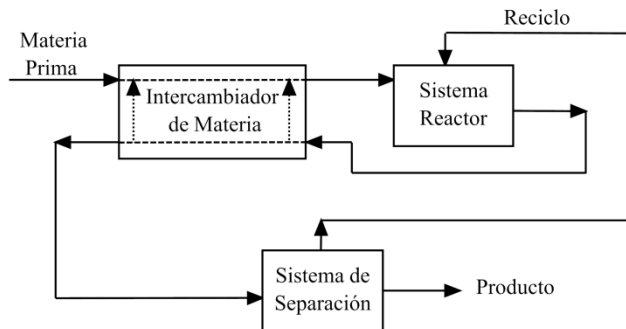 Reciclo
Materia
Prima
Intercambiador
de Materia
Sistema
Reactor
Sistema de
Separación
Producto